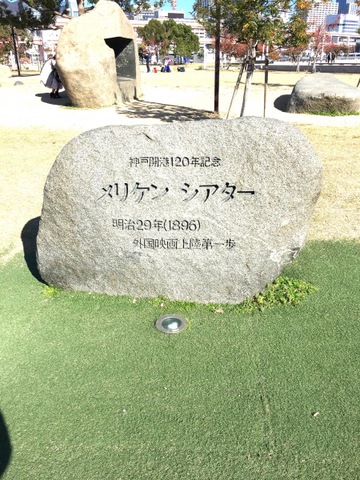 神戸開港120年記念
メリケン シアター
明治29年(1896)
外国映画上陸第一歩